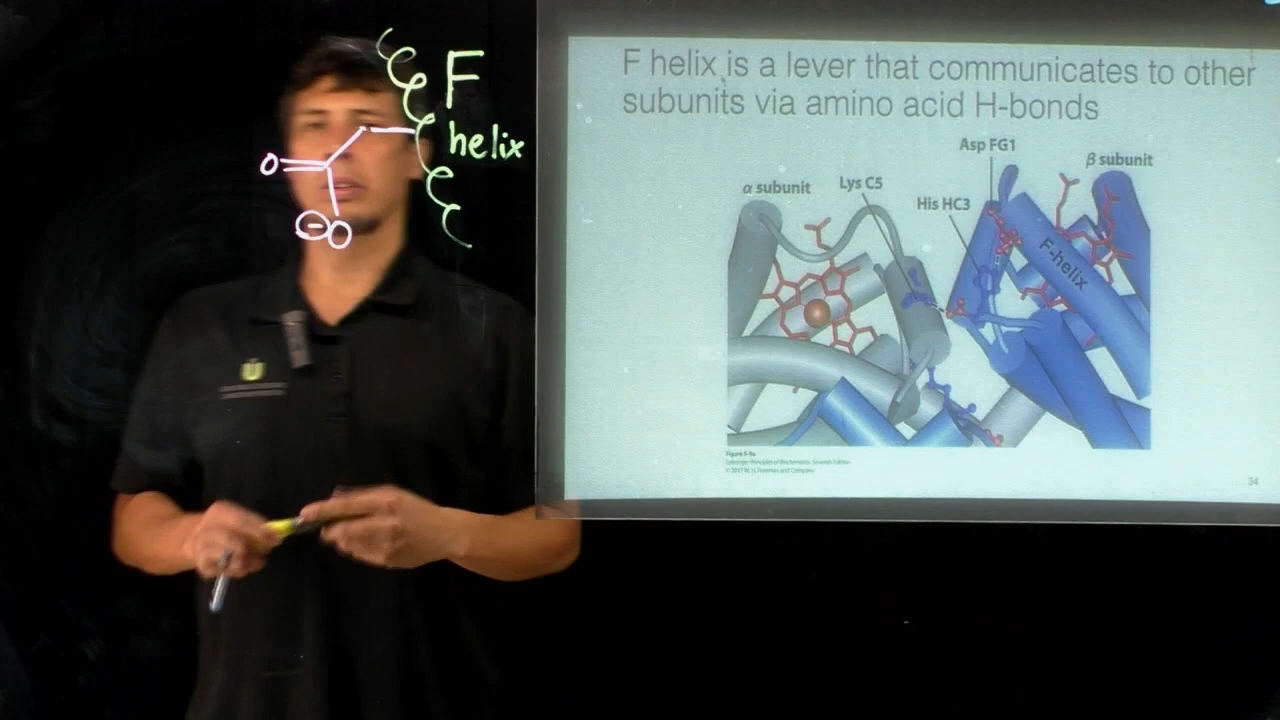 F
helix
O
O
F helix is a lever that communicates to other
subunits via amino acid H-bonds
Asp FG1
α subunit
Lys C5
β subunit
His HC3
F-helix
Figure 5-9a
Lehninger Principles of Biochemistry, Seventh Edition
© 2017 W. H. Freeman and Company
34